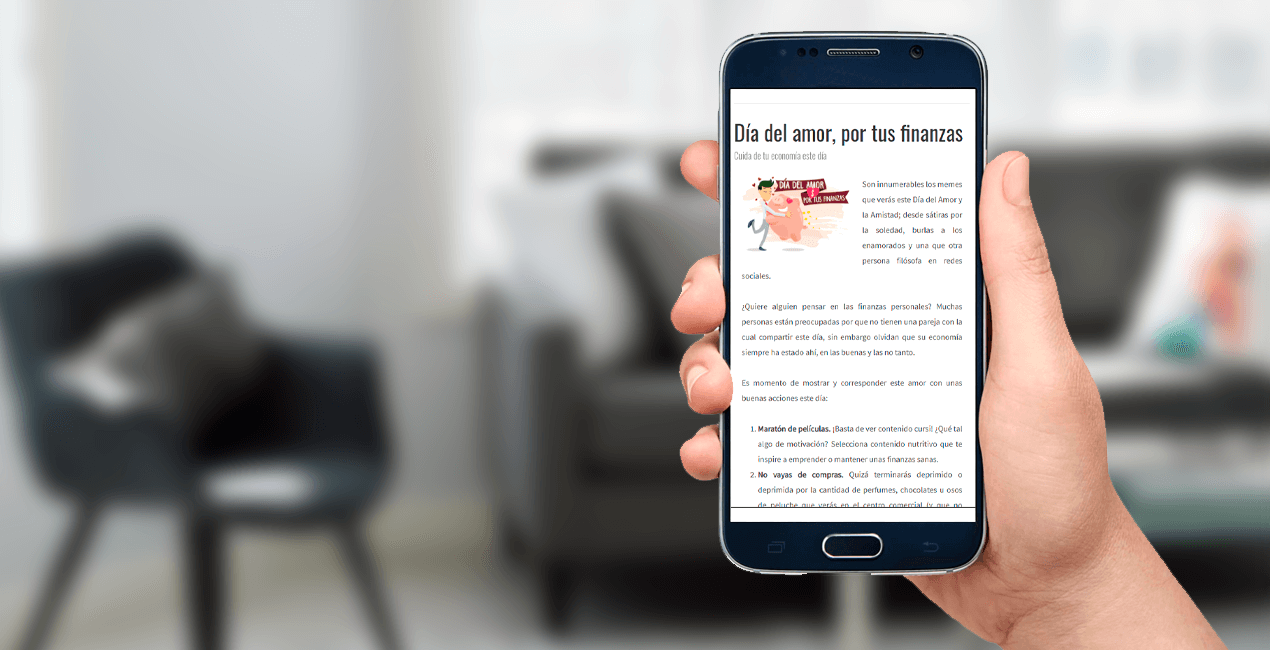 Día del amor, por tus finanzas
Cuida de tu economía este día
DÍA DEL AMOR
POR TUS FINANZAS
Son innumerables los memes
que verás este Día del Amor y
la Amistad; desde sátiras por
la soledad, burlas a los
enamorados y una que otra
persona filósofa en redes
sociales.
¿Quiere alguien pensar en las finanzas personales? Muchas
personas están preocupadas por que no tienen una pareja con la
cual compartir este día, sin embargo olvidan que su economía
siempre ha estado ahí, en las buenas y las no tanto.
Es momento de mostrar y corresponder este amor con unas
buenas acciones este día:
1. Maratón de películas. ¡Basta de ver contenido cursi! ¿Qué tal
algo de motivación? Selecciona contenido nutritivo que te
inspire a emprender o mantener unas finanzas sanas.
2. No vayas de compras. Quizá terminarás deprimido o
deprimida por la cantidad de perfumes, chocolates u osos
de peluche que verás en el centro comercial (y que no